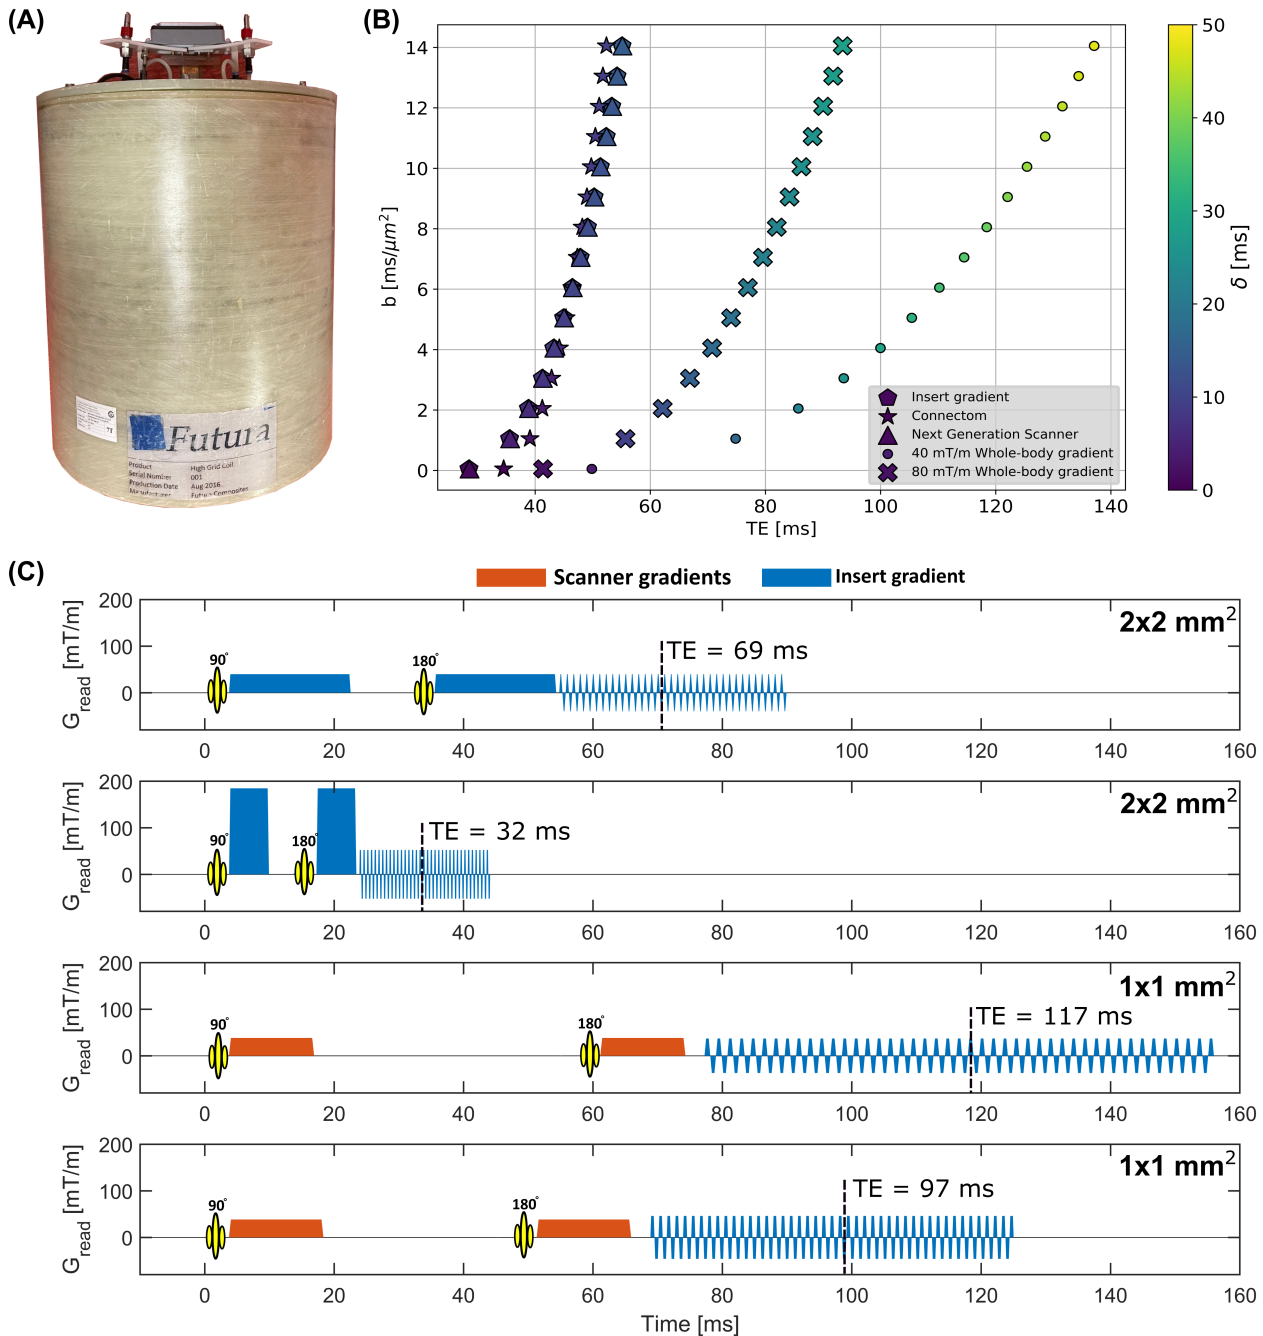 (A)
Futura
Product High Grid Coil
Serial Number 001
Production Date Aug 2016
Manufacturer Futura Composites
(B)
14
12
10
8
6
4
2
0
b [ms/μm²]
40 60 80 100 120 140
TE [ms]
Insert gradient
Connectom
Next Generation Scanner
40 mT/m Whole-body gradient
80 mT/m Whole-body gradient
50
40
30
20
10
0
δ [ms]
(C)
Scanner gradients Insert gradient
200
100
0
G_read [mT/m]
90°
180°
TE = 69 ms
2x2 mm²
0 20 40 60 80 100 120 140 160
200
100
0
G_read [mT/m]
90°
180°
TE = 32 ms
2x2 mm²
0 20 40 60 80 100 120 140 160
200
100
0
G_read [mT/m]
90°
180°
TE = 117 ms
1x1 mm²
0 20 40 60 80 100 120 140 160
200
100
0
G_read [mT/m]
90°
180°
TE = 97 ms
1x1 mm²
0 20 40 60 80 100 120 140 160
Time [ms]